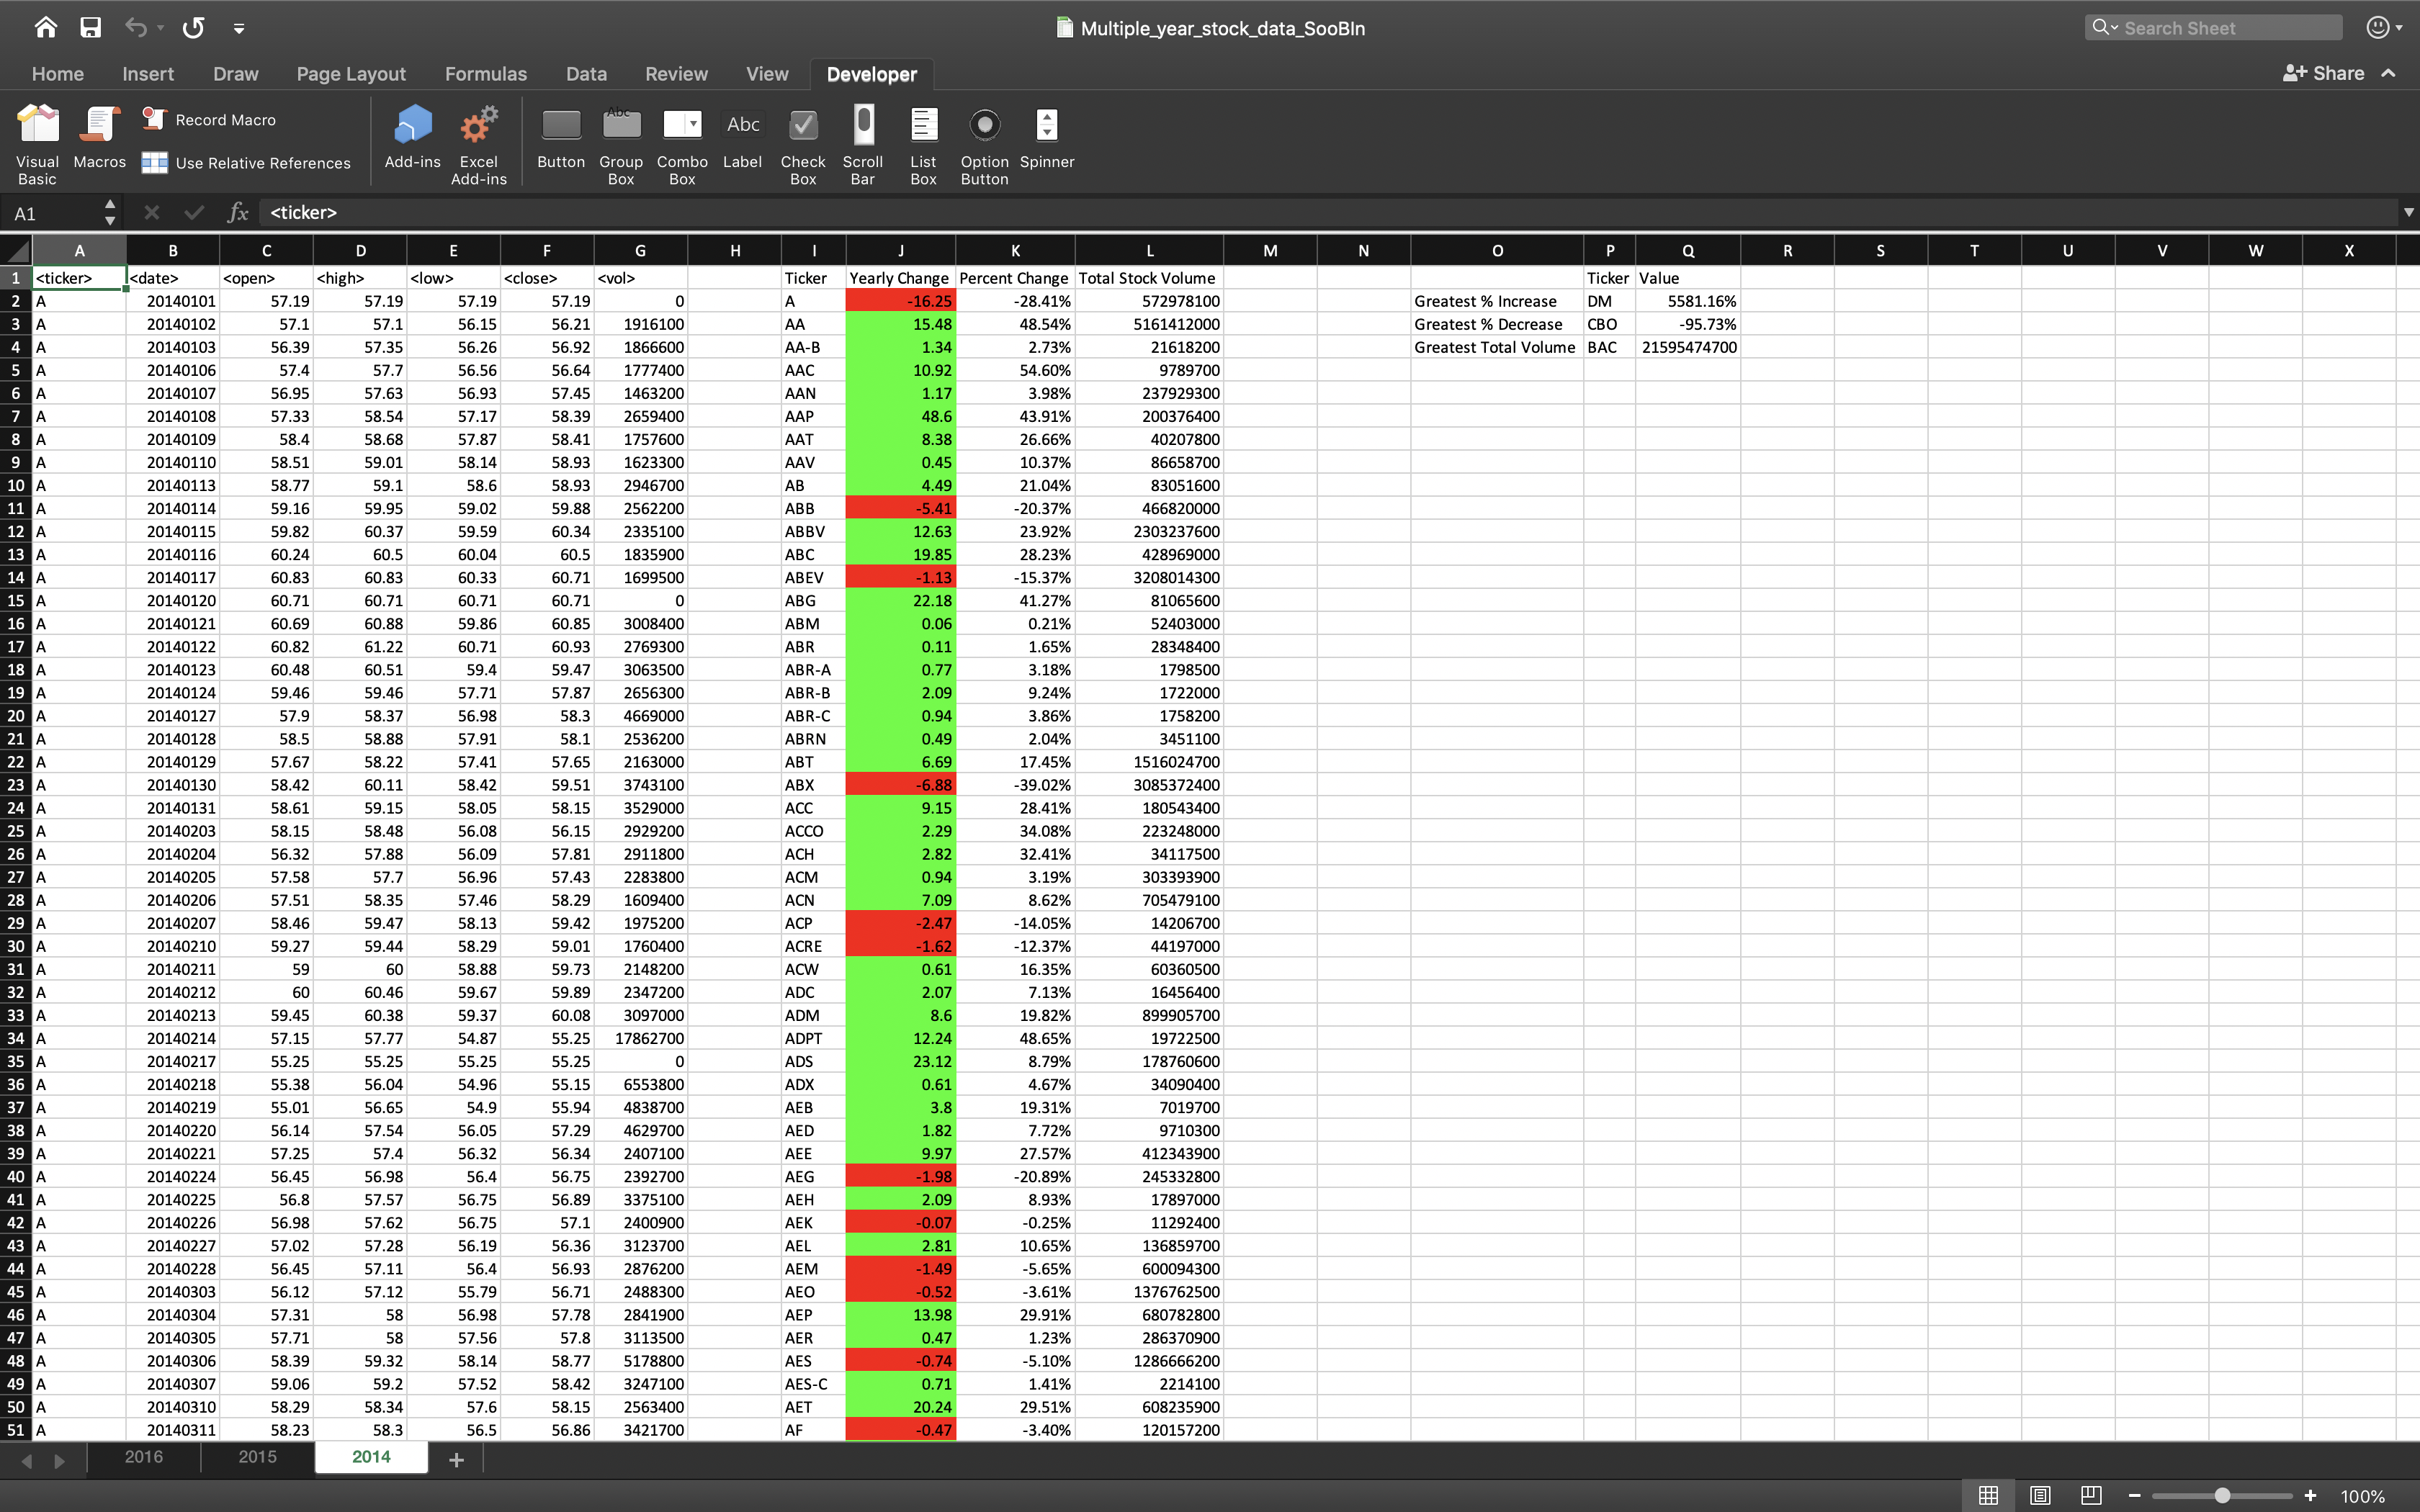 Multiple_year_stock_data_SooBIn
Search Sheet
Home Insert Draw Page Layout Formulas Data Review View Developer
Share
Visual Basic Macros Record Macro Use Relative References Add-ins Excel Add-ins Button Abc Group Box Combo Box Abc Label Check Box Scroll Bar List Box Option Button Spinner
A1 fx <ticker>
A B C D E F G H I J K L M N O P Q R S T U V W X
1 <ticker> <date> <open> <high> <low> <close> <vol> Ticker Yearly Change Percent Change Total Stock Volume Ticker Value
2 A 20140101 57.19 57.19 57.19 57.19 0 A -16.25 -28.41% 572978100 Greatest % Increase DM 5581.16%
3 A 20140102 57.1 57.1 56.15 56.21 1916100 AA 15.48 48.54% 5161412000 Greatest % Decrease CBO -95.73%
4 A 20140103 56.39 57.35 56.26 56.92 1866600 AA-B 1.34 2.73% 21618200 Greatest Total Volume BAC 21595474700
5 A 20140106 57.4 57.7 56.56 56.64 1777400 AAC 10.92 54.60% 9789700
6 A 20140107 56.95 57.63 56.93 57.45 1463200 AAN 1.17 3.98% 237929300
7 A 20140108 57.33 58.54 57.17 58.39 2659400 AAP 48.6 43.91% 200376400
8 A 20140109 58.4 58.68 57.87 58.41 1757600 AAT 8.38 26.66% 40207800
9 A 20140110 58.51 59.01 58.14 58.93 1623300 AAV 0.45 10.37% 86658700
10 A 20140113 58.77 59.1 58.6 58.93 2946700 AB 4.49 21.04% 83051600
11 A 20140114 59.16 59.95 59.02 59.88 2562200 ABB -5.41 -20.37% 466820000
12 A 20140115 59.82 60.37 59.59 60.34 2335100 ABBV 12.63 23.92% 2303237600
13 A 20140116 60.24 60.5 60.04 60.5 1835900 ABC 19.85 28.23% 428969000
14 A 20140117 60.83 60.83 60.33 60.71 1699500 ABEV -1.13 -15.37% 3208014300
15 A 20140120 60.71 60.71 60.71 60.71 0 ABG 22.18 41.27% 81065600
16 A 20140121 60.69 60.88 59.86 60.85 3008400 ABM 0.06 0.21% 52403000
17 A 20140122 60.82 61.22 60.71 60.93 2769300 ABR 0.11 1.65% 28348400
18 A 20140123 60.48 60.51 59.4 59.47 3063500 ABR-A 0.77 3.18% 1798500
19 A 20140124 59.46 59.46 57.71 57.87 2656300 ABR-B 2.09 9.24% 1722000
20 A 20140127 57.9 58.37 56.98 58.3 4669000 ABR-C 0.94 3.86% 1758200
21 A 20140128 58.5 58.88 57.91 58.1 2536200 ABRN 0.49 2.04% 3451100
22 A 20140129 57.67 58.22 57.41 57.65 2163000 ABT 6.69 17.45% 1516024700
23 A 20140130 58.42 60.11 58.42 59.51 3743100 ABX -6.88 -39.02% 3085372400
24 A 20140131 58.61 59.15 58.05 58.15 3529000 ACC 9.15 28.41% 180543400
25 A 20140203 58.15 58.48 56.08 56.15 2929200 ACCO 2.29 34.08% 223248000
26 A 20140204 56.32 57.88 56.09 57.81 2911800 ACH 2.82 32.41% 34117500
27 A 20140205 57.58 57.7 56.96 57.43 2283800 ACM 0.94 3.19% 303393900
28 A 20140206 57.51 58.35 57.46 58.29 1609400 ACN 7.09 8.62% 705479100
29 A 20140207 58.46 59.47 58.13 59.42 1975200 ACP -2.47 -14.05% 14206700
30 A 20140210 59.27 59.44 58.29 59.01 1760400 ACRE -1.62 -12.37% 44197000
31 A 20140211 59 60 58.88 59.73 2148200 ACW 0.61 16.35% 60360500
32 A 20140212 60 60.46 59.67 59.89 2347200 ADC 2.07 7.13% 16456400
33 A 20140213 59.45 60.38 59.37 60.08 3097000 ADM 8.6 19.82% 899905700
34 A 20140214 57.15 57.77 54.87 55.25 17862700 ADPT 12.24 48.65% 19722500
35 A 20140217 55.25 55.25 55.25 55.25 0 ADS 23.12 8.79% 178760600
36 A 20140218 55.38 56.04 54.96 55.15 6553800 ADX 0.61 4.67% 34090400
37 A 20140219 55.01 56.65 54.9 55.94 4838700 AEB 3.8 19.31% 7019700
38 A 20140220 56.14 57.54 56.05 57.29 4629700 AED 1.82 7.72% 9710300
39 A 20140221 57.25 57.4 56.32 56.34 2407100 AEE 9.97 27.57% 412343900
40 A 20140224 56.45 56.98 56.4 56.75 2392700 AEG -1.98 -20.89% 245332800
41 A 20140225 56.8 57.57 56.75 56.89 3375100 AEH 2.09 8.93% 17897000
42 A 20140226 56.98 57.62 56.75 57.1 2400900 AEK -0.07 -0.25% 11292400
43 A 20140227 57.02 57.28 56.19 56.36 3123700 AEL 2.81 10.65% 136859700
44 A 20140228 56.45 57.11 56.4 56.93 2876200 AEM -1.49 -5.65% 600094300
45 A 20140303 56.12 57.12 55.79 56.71 2488300 AEO -0.52 -3.61% 1376762500
46 A 20140304 57.31 58 56.98 57.78 2841900 AEP 13.98 29.91% 680782800
47 A 20140305 57.71 58 57.56 57.8 3113500 AER 0.47 1.23% 286370900
48 A 20140306 58.39 59.32 58.14 58.77 5178800 AES -0.74 -5.10% 1286666200
49 A 20140307 59.06 59.2 57.52 58.42 3247100 AES-C 0.71 1.41% 2214100
50 A 20140310 58.29 58.34 57.6 58.15 2563400 AET 20.24 29.51% 608235900
51 A 20140311 58.23 58.3 56.5 56.86 3421700 AF -0.47 -3.40% 120157200
2016 2015 2014 +
100%